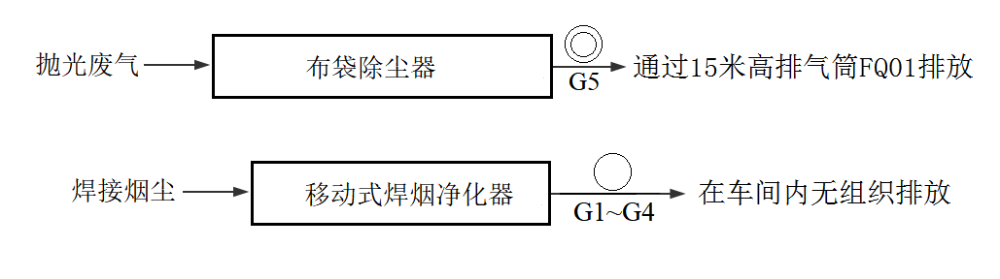 抛光废气 布袋除尘器 G5 通过15米高排气筒FQ01排放
焊接烟尘 移动式焊烟净化器 G1~G4 在车间内无组织排放